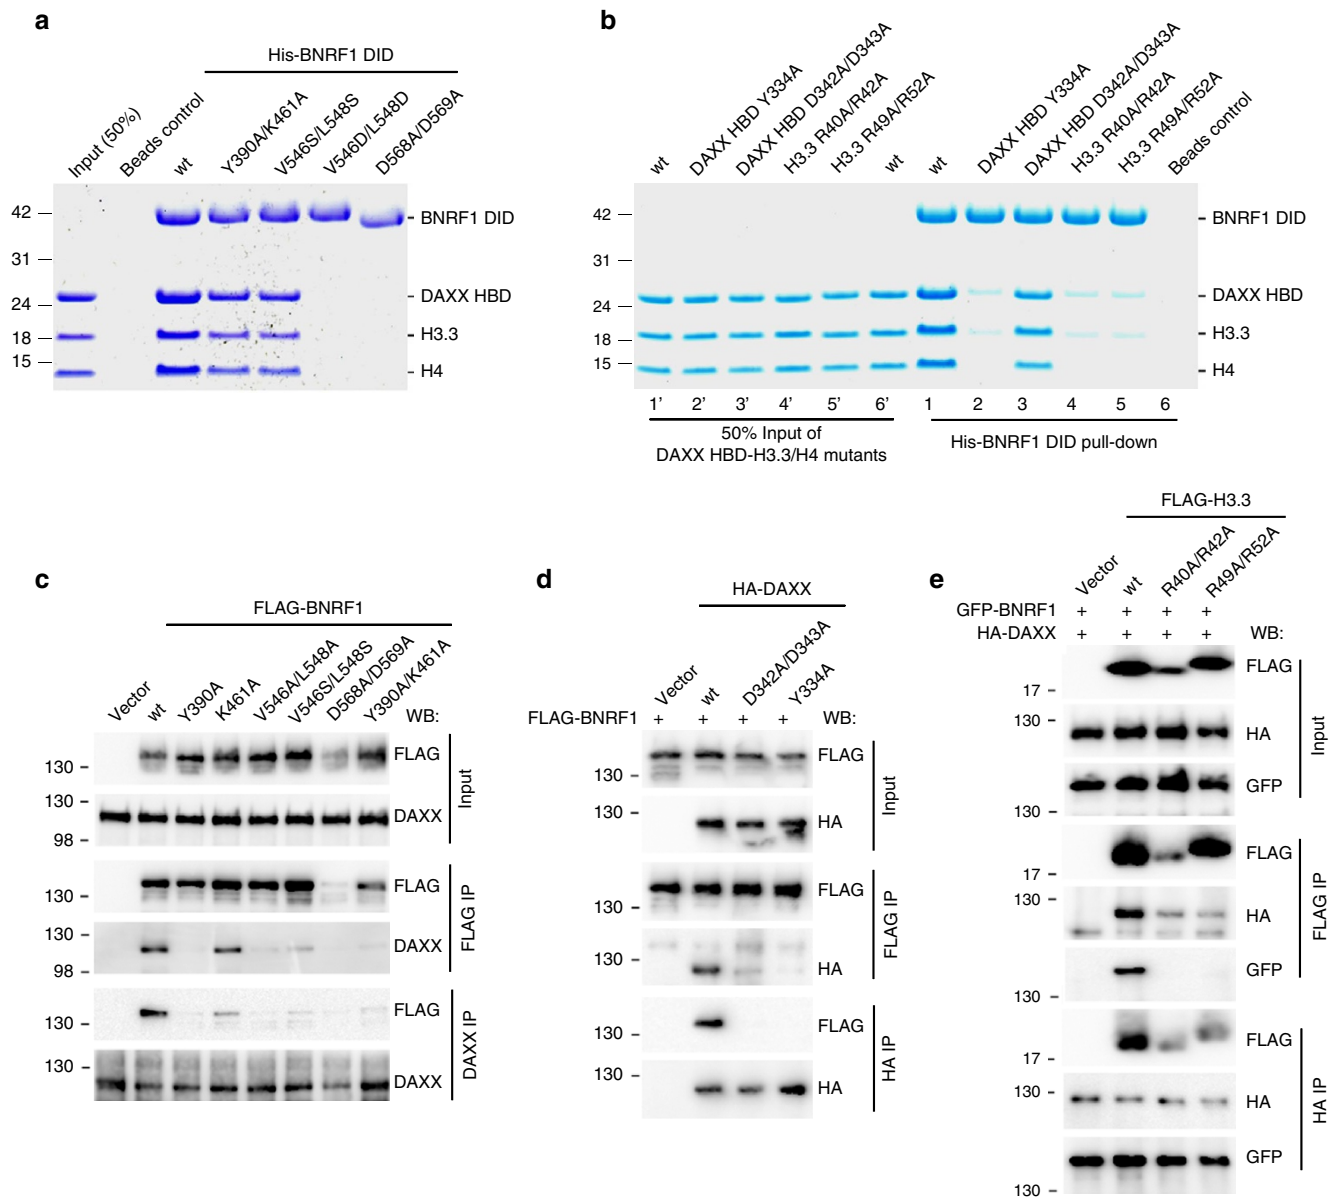 a
His-BNRF1 DID
Input (50%)
Beads control
wt
Y390A/K461A
V546S/L548S
V546D/L548D
D568A/D569A
42
31
24
18
15
BNRF1 DID
DAXX HBD
H3.3
H4
b
wt
DAXX HBD Y334A
DAXX HBD D342A/D343A
H3.3 R40A/R42A
H3.3 R49A/R52A
wt
wt
DAXX HBD Y334A
DAXX HBD D342A/D343A
H3.3 R40A/R42A
H3.3 R49A/R52A
Beads control
42
31
24
18
15
BNRF1 DID
DAXX HBD
H3.3
H4
1' 2' 3' 4' 5' 6' 1 2 3 4 5 6
50% Input of
DAXX HBD-H3.3/H4 mutants
His-BNRF1 DID pull-down
c
FLAG-BNRF1
Vector
wt
Y390A
K461A
V546A/L548A
V546S/L548S
D568A/D569A
Y390A/K461A
WB:
130
FLAG
130
98
DAXX
Input
130
FLAG
130
98
DAXX
FLAG IP
130
FLAG
130
DAXX
DAXX IP
d
HA-DAXX
Vector
wt
D342A/D343A
Y334A
FLAG-BNRF1 + + + + WB:
130
FLAG
130
HA
Input
130
FLAG
130
HA
FLAG IP
130
FLAG
130
HA
HA IP
e
FLAG-H3.3
Vector
wt
R40A/R42A
R49A/R52A
GFP-BNRF1 + + + +
HA-DAXX + + + + WB:
17
FLAG
130
HA
130
GFP
Input
17
FLAG
130
HA
130
GFP
FLAG IP
17
FLAG
130
HA
130
GFP
HA IP